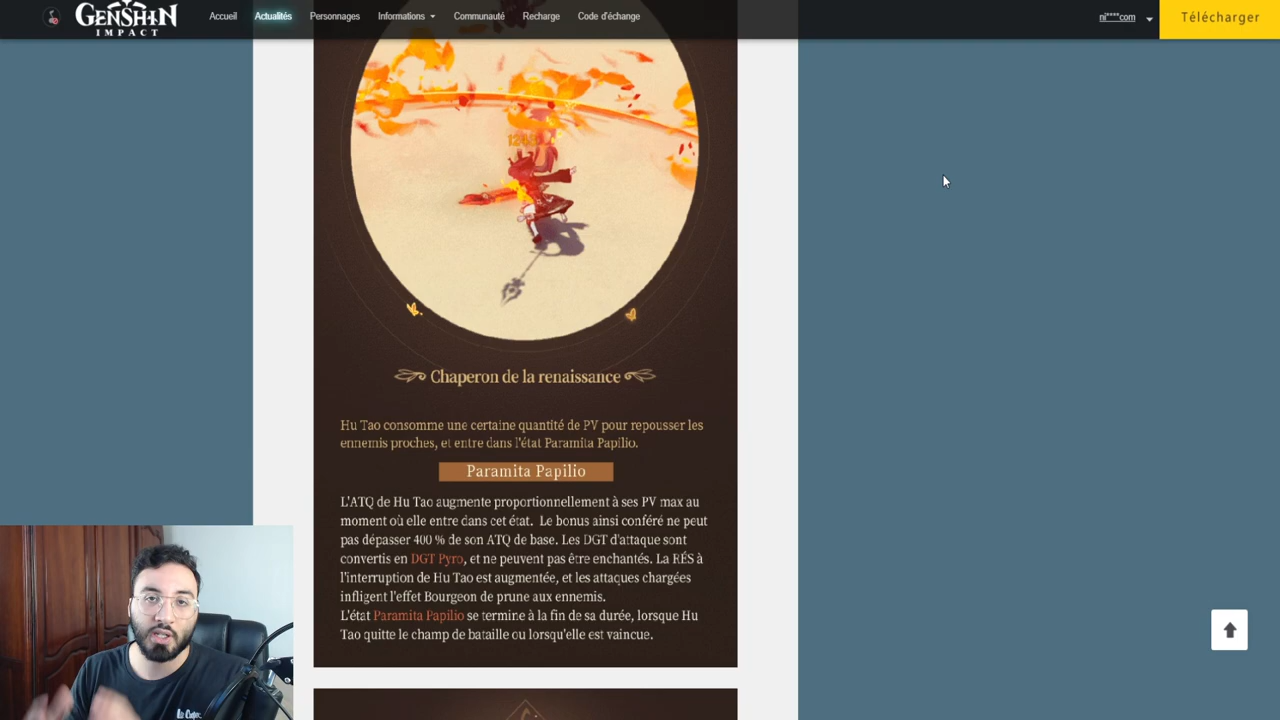 GENSHIN
IMPACT
Accueil
Actualités
Personnages
Informations
Communauté
Recharge
Code d'échange
ni****com
Télécharger
Chaperon de la renaissance
Hu Tao consomme une certaine quantité de PV pour repousser les
ennemis proches, et entre dans l'état Paramita Papilio.
Paramita Papilio
L'ATQ de Hu Tao augmente proportionnellement à ses PV max au
moment où elle entre dans cet état. Le bonus ainsi conféré ne peut
pas dépasser 400 % de son ATQ de base. Les DGT d'attaque sont
convertis en DGT Pyro, et ne peuvent pas être enchantés. La RÉS à
l'interruption de Hu Tao est augmentée, et les attaques chargées
infligent l'effet Bourgeon de prune aux ennemis.
L'état Paramita Papilio se termine à la fin de sa durée, lorsque Hu
Tao quitte le champ de bataille ou lorsqu'elle est vaincue.